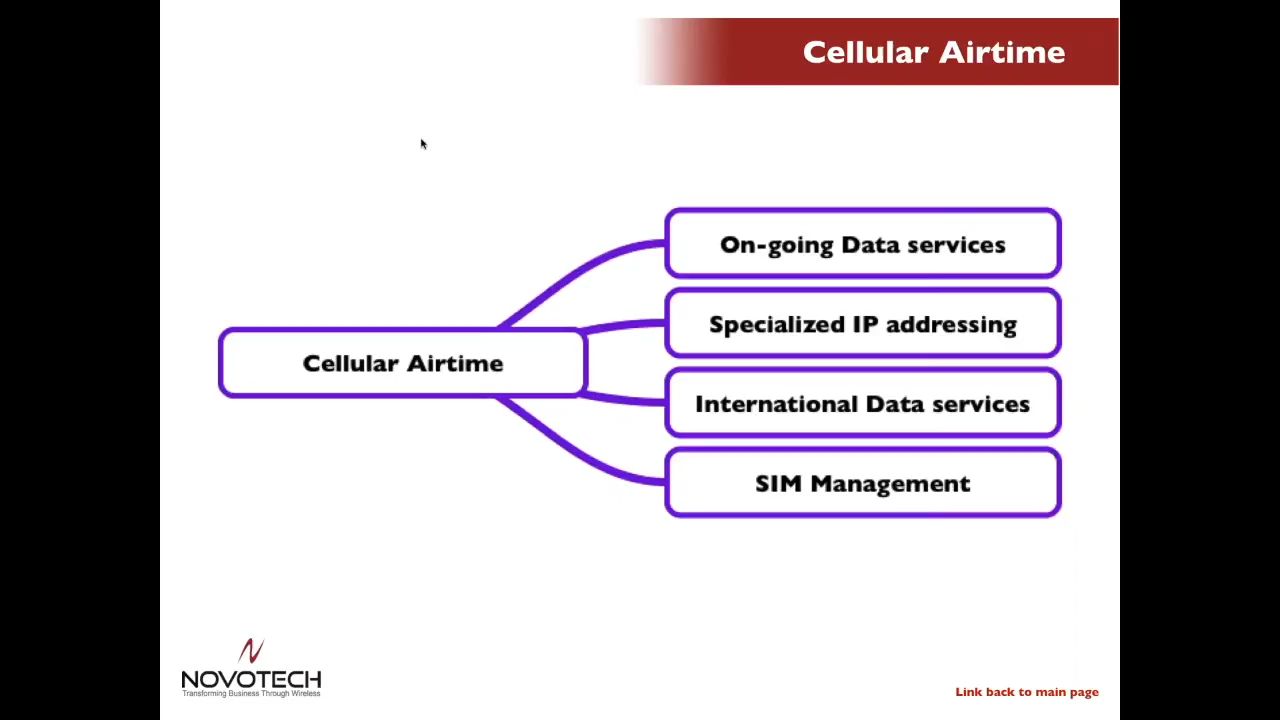 Cellular Airtime
On-going Data services
Specialized IP addressing
Cellular Airtime
International Data services
SIM Management
NOVOTECH
Transforming Business Through Wireless
Link back to main page